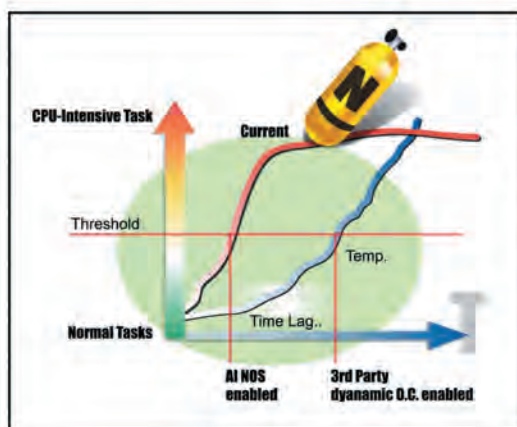 N
CPU-Intensive Task
Current
Threshold
Temp.
Time Lag..
Normal Tasks
T
AI NOS
enabled
3rd Party
dyanamic O.C. enabled